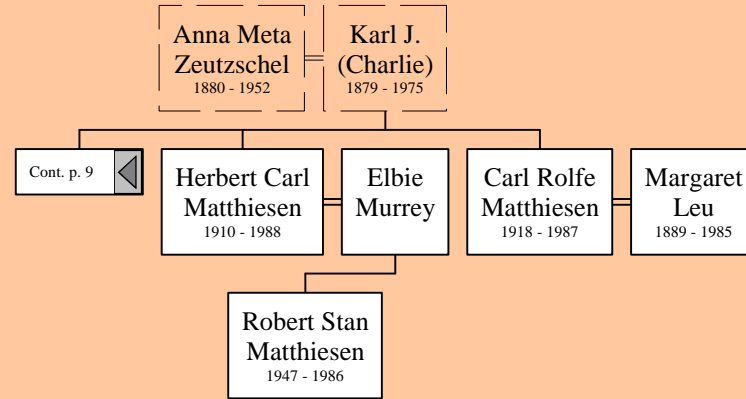 Anna Meta
Zeutzschel
1880 - 1952
Karl J.
(Charlie)
1879 - 1975
Cont. p. 9
Herbert Carl
Matthiesen
1910 - 1988
Elbie
Murrey
Carl Rolfe
Matthiesen
1918 - 1987
Margaret
Leu
1889 - 1985
Robert Stan
Matthiesen
1947 - 1986